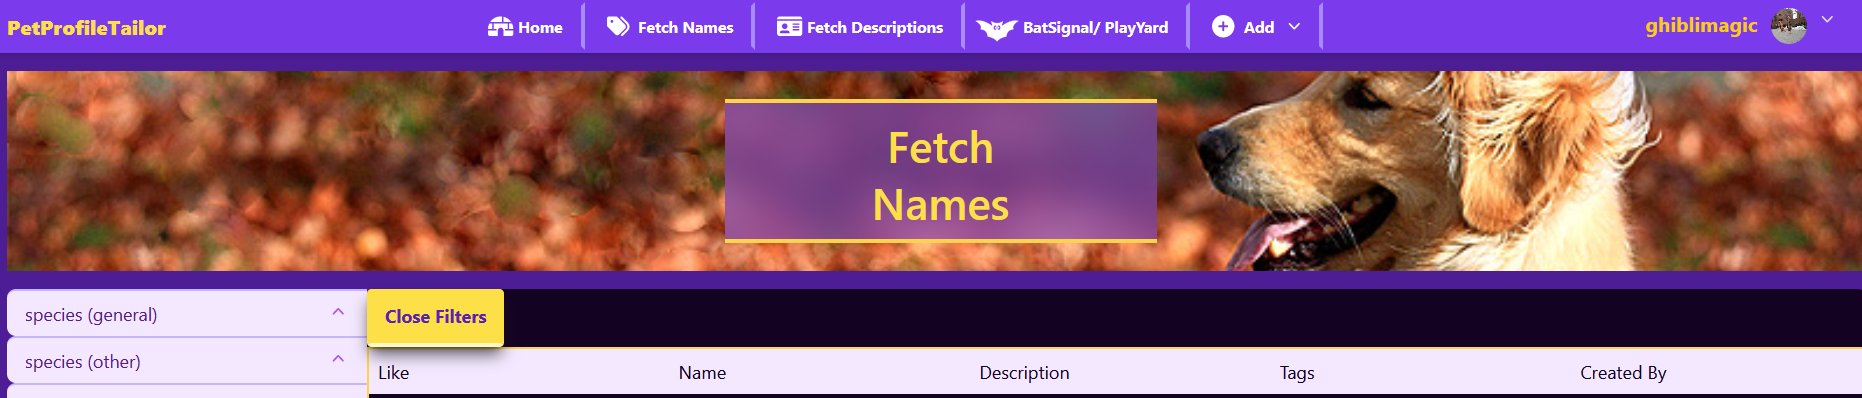 PetProfileTailor
Home
Fetch Names
Fetch Descriptions
BatSignal/ PlayYard
Add
ghiblimagic
Fetch
Names
species (general)
Close Filters
species (other)
Like
Name
Description
Tags
Created By